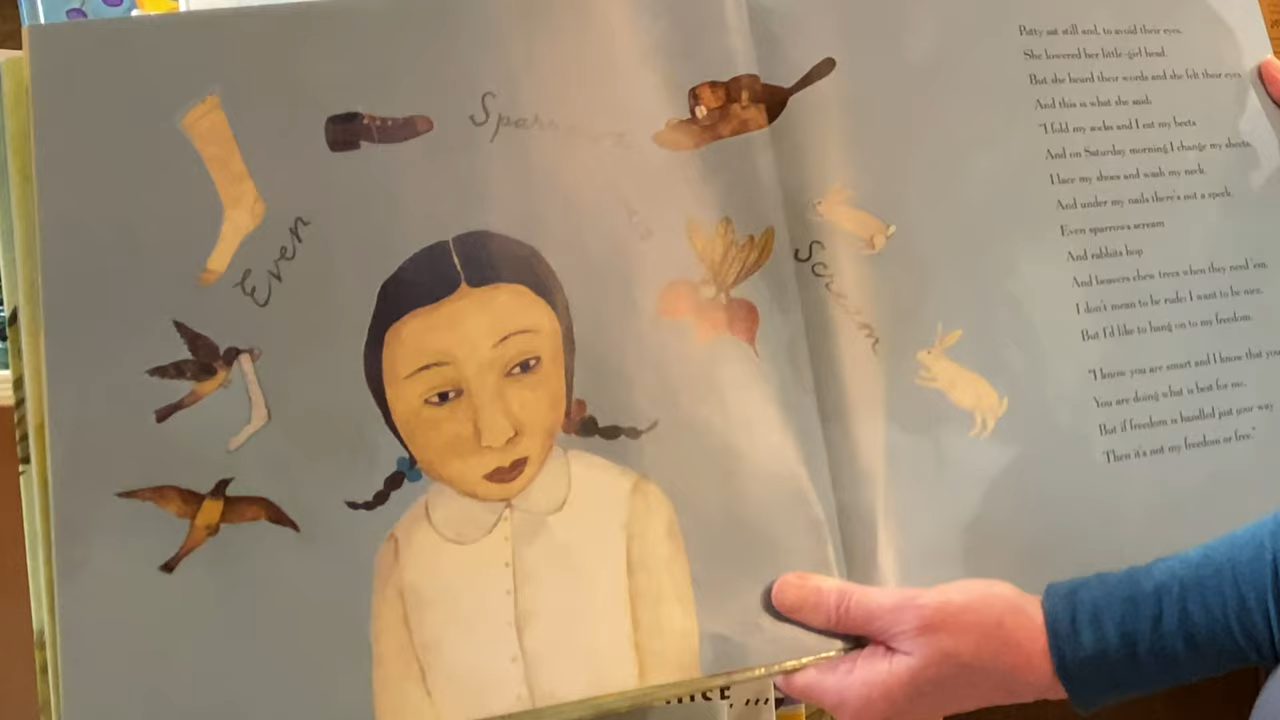 Even
Sparrows
Scream
Patty sat still and, to avoid their eyes,
She lowered her little-girl head.
But she heard their words and she felt their eyes
And this is what she said:
"I fold my socks and I eat my beets
And on Saturday morning I change my sheets.
I lace my shoes and wash my neck.
And under my nails there's not a speck.
Even sparrows scream
And rabbits hop
And beavers chew trees when they need 'em.
I don't mean to be rude: I want to be nice.
But I'd like to hang on to my freedom.
"I know you are smart and I know that you
You are doing what is best for me.
But if freedom is handled just your way
Then it's not my freedom or free."